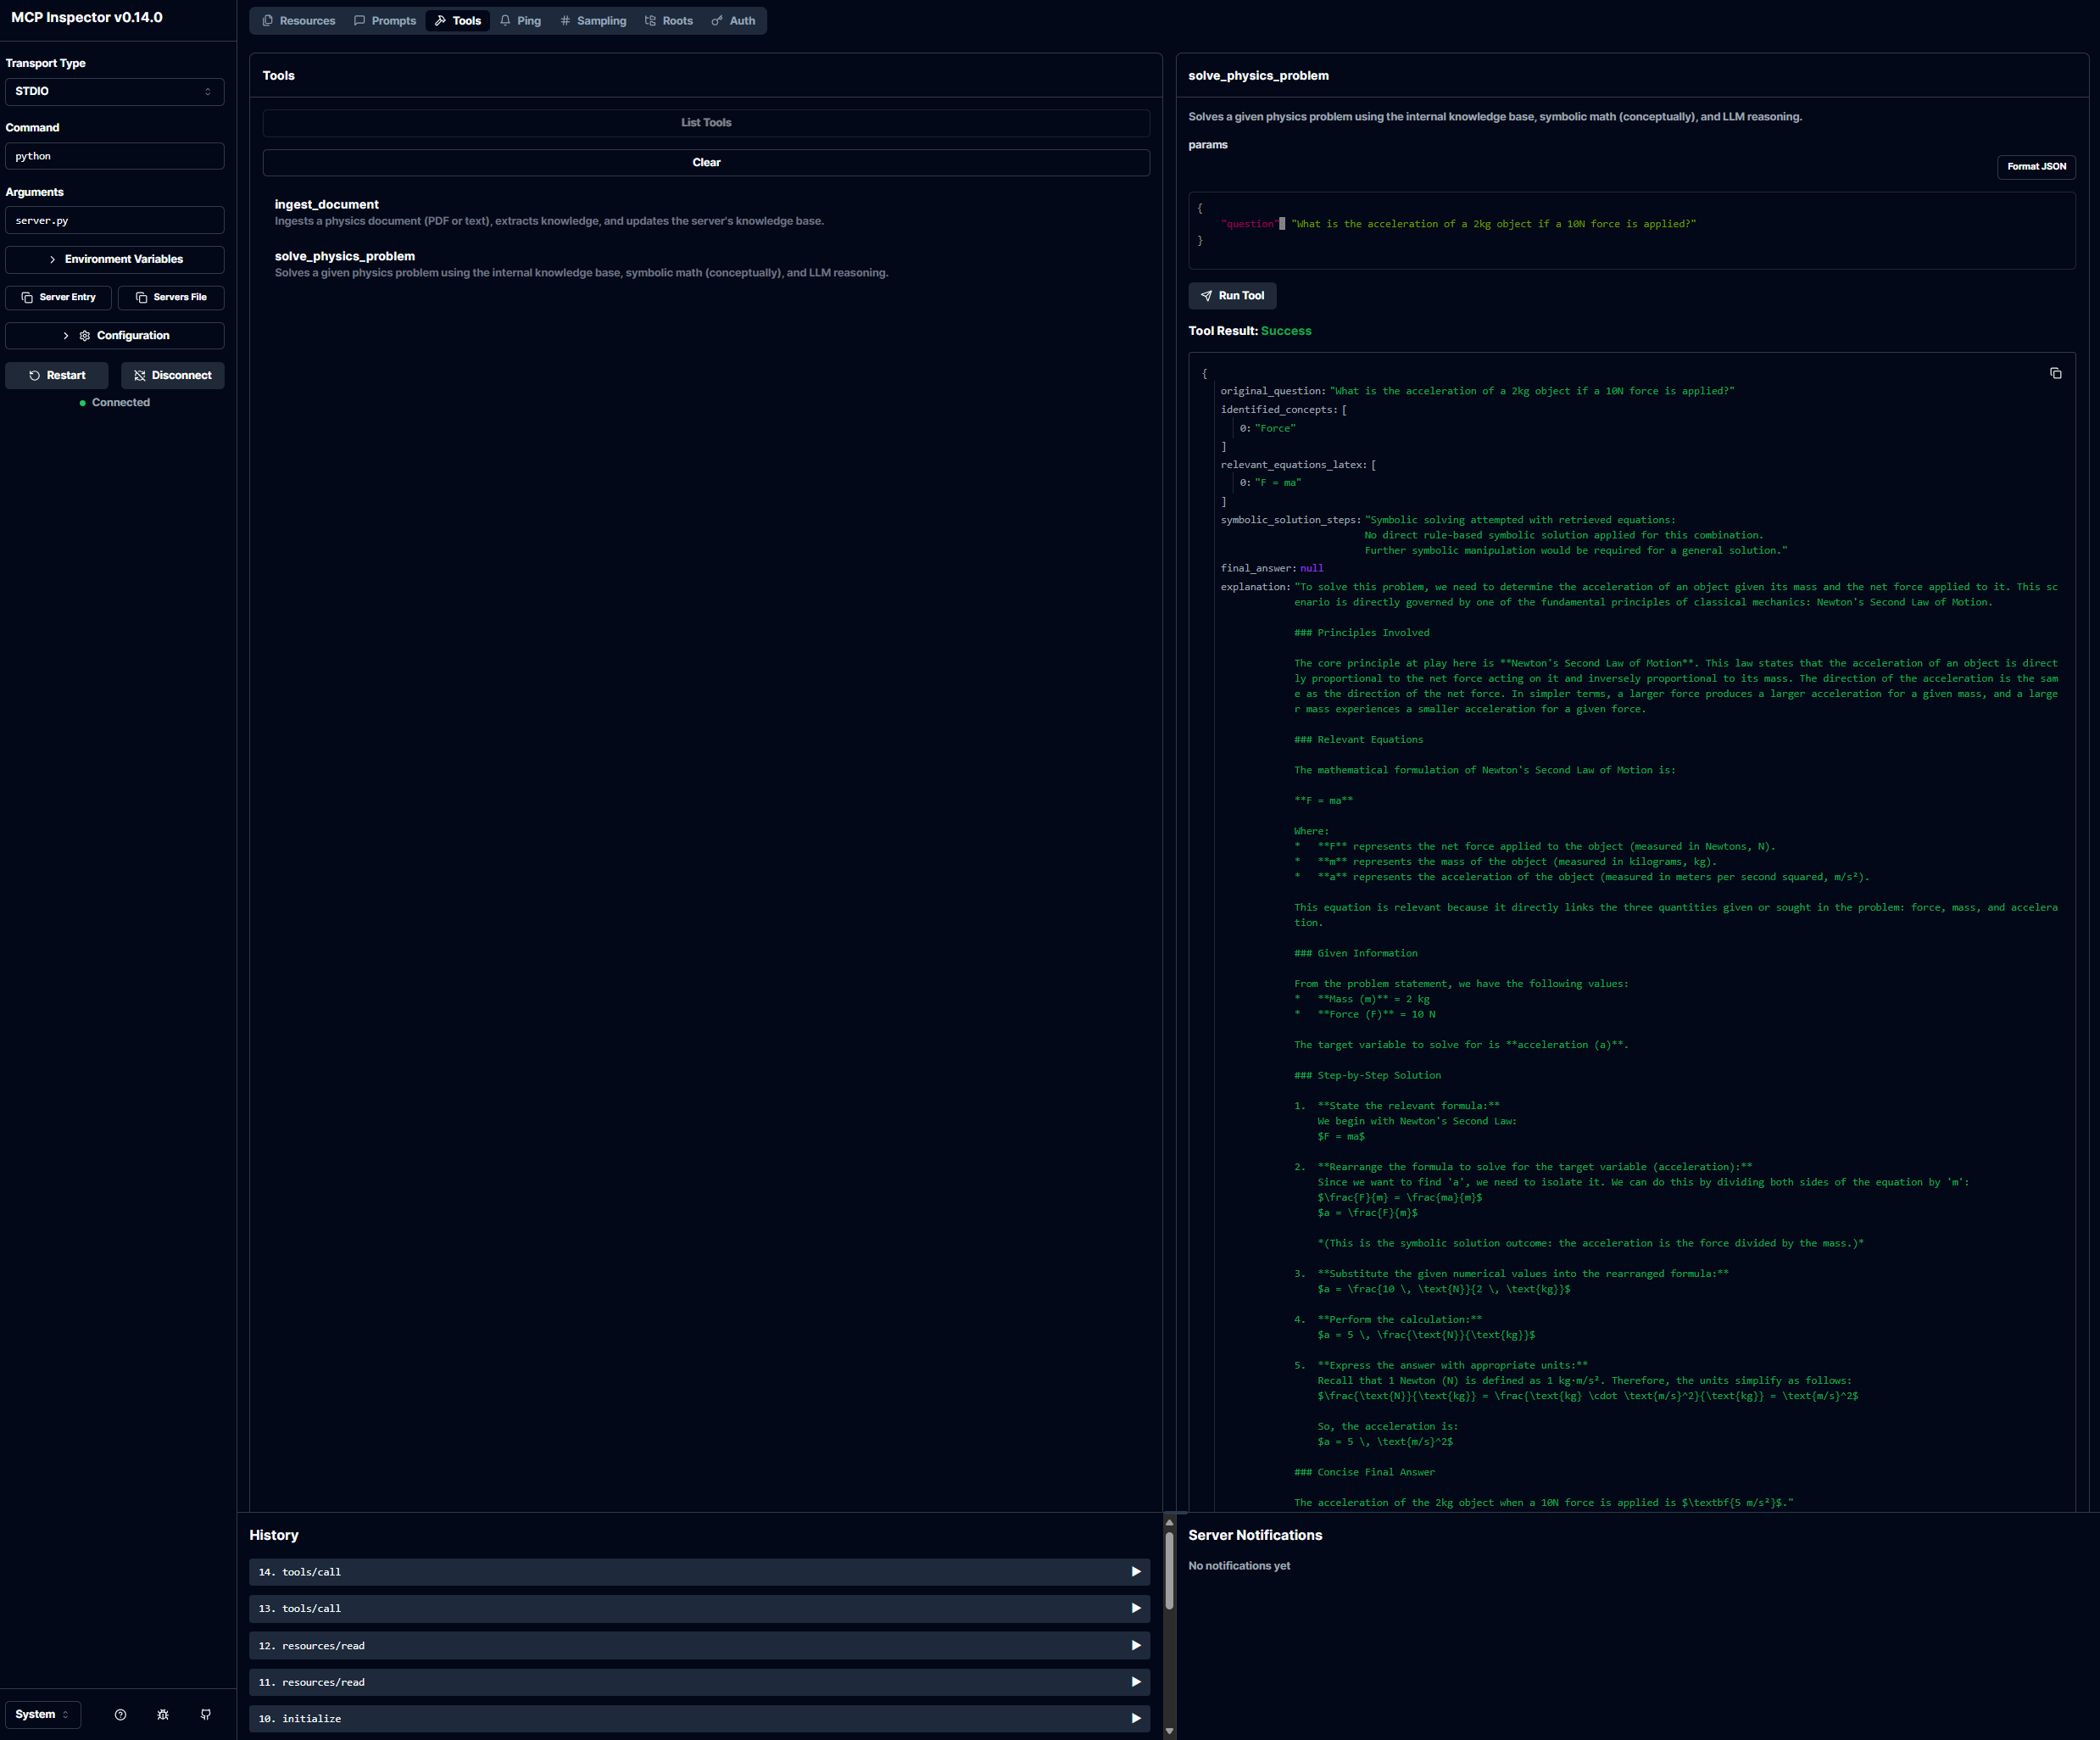 MCP Inspector v0.14.0
Transport Type
STDIO
Command
python
Arguments
server.py
Environment Variables
Server Entry
Servers File
Configuration
Restart
Disconnect
Connected
System
Resources
Prompts
Tools
Ping
Sampling
Roots
Auth
Tools
List Tools
Clear
ingest_document
Ingests a physics document (PDF or text), extracts knowledge, and updates the server's knowledge base.
solve_physics_problem
Solves a given physics problem using the internal knowledge base, symbolic math (conceptually), and LLM reasoning.
solve_physics_problem
Solves a given physics problem using the internal knowledge base, symbolic math (conceptually), and LLM reasoning.
params
Format JSON
{
"question": "What is the acceleration of a 2kg object if a 10N force is applied?"
}
Run Tool
Tool Result: Success
{
original_question: "What is the acceleration of a 2kg object if a 10N force is applied?"
identified_concepts: [
0: "Force"
]
relevant_equations_latex: [
0: "F = ma"
]
symbolic_solution_steps: "Symbolic solving attempted with retrieved equations:
No direct rule-based symbolic solution applied for this combination.
Further symbolic manipulation would be required for a general solution."
final_answer: null
explanation: "To solve this problem, we need to determine the acceleration of an object given its mass and the net force applied to it. This sc
enario is directly governed by one of the fundamental principles of classical mechanics: Newton's Second Law of Motion.
### Principles Involved
The core principle at play here is **Newton's Second Law of Motion**. This law states that the acceleration of an object is direct
ly proportional to the net force acting on it and inversely proportional to its mass. The direction of the acceleration is the sam
e as the direction of the net force. In simpler terms, a larger force produces a larger acceleration for a given mass, and a large
r mass experiences a smaller acceleration for a given force.
### Relevant Equations
The mathematical formulation of Newton's Second Law of Motion is:
**F = ma**
Where:
* **F** represents the net force applied to the object (measured in Newtons, N).
* **m** represents the mass of the object (measured in kilograms, kg).
* **a** represents the acceleration of the object (measured in meters per second squared, m/s²).
This equation is relevant because it directly links the three quantities given or sought in the problem: force, mass, and accelera
tion.
### Given Information
From the problem statement, we have the following values:
* **Mass (m)** = 2 kg
* **Force (F)** = 10 N
The target variable to solve for is **acceleration (a)**.
### Step-by-Step Solution
1. **State the relevant formula:**
We begin with Newton's Second Law:
$F = ma$
2. **Rearrange the formula to solve for the target variable (acceleration):**
Since we want to find 'a', we need to isolate it. We can do this by dividing both sides of the equation by 'm':
$\frac{F}{m} = \frac{ma}{m}$
$a = \frac{F}{m}$
*(This is the symbolic solution outcome: the acceleration is the force divided by the mass.)*
3. **Substitute the given numerical values into the rearranged formula:**
$a = \frac{10 \, \text{N}}{2 \, \text{kg}}$
4. **Perform the calculation:**
$a = 5 \, \frac{\text{N}}{\text{kg}}$
5. **Express the answer with appropriate units:**
Recall that 1 Newton (N) is defined as 1 kg·m/s². Therefore, the units simplify as follows:
$\frac{\text{N}}{\text{kg}} = \frac{\text{kg} \cdot \text{m/s}^2}{\text{kg}} = \text{m/s}^2$
So, the acceleration is:
$a = 5 \, \text{m/s}^2$
### Concise Final Answer
The acceleration of the 2kg object when a 10N force is applied is $\textbf{5 m/s²}$."
History
14. tools/call
13. tools/call
12. resources/read
11. resources/read
10. initialize
Server Notifications
No notifications yet